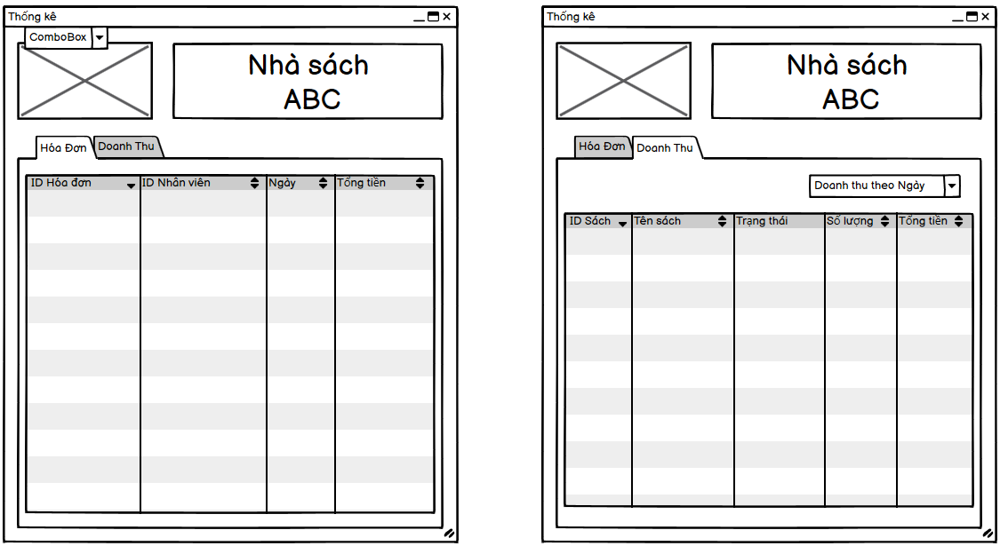 Thống kê
ComboBox
Nhà sách
ABC
Hóa Đơn
Doanh Thu
ID Hóa đơn
ID Nhân viên
Ngày
Tổng tiền
Thống kê
Nhà sách
ABC
Hóa Đơn
Doanh Thu
Doanh thu theo Ngày
ID Sách
Tên sách
Trạng thái
Số lượng
Tổng tiền